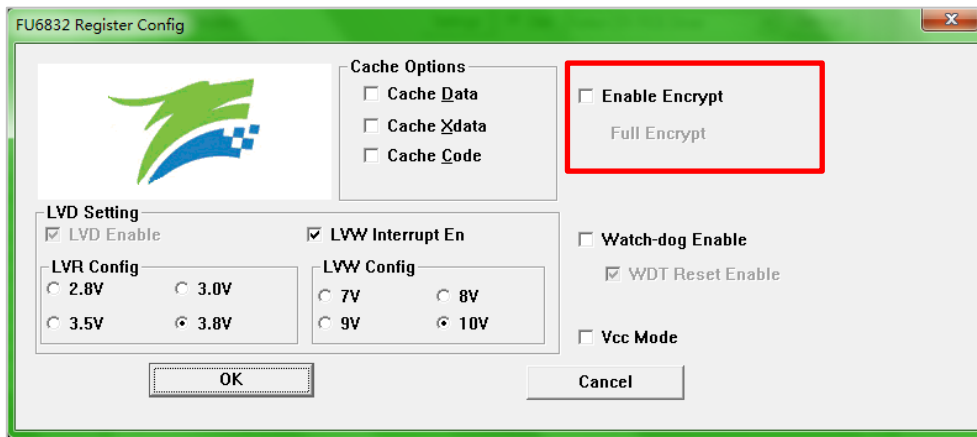 FU6832 Register Config
Cache Options
Cache Data
Cache Xdata
Cache Code
Enable Encrypt
Full Encrypt
LVD Setting
LVD Enable
LVW Interrupt En
LVR Config
2.8V 3.0V
3.5V 3.8V
LVW Config
7V 8V
9V 10V
Watch-dog Enable
WDT Reset Enable
Vcc Mode
OK
Cancel